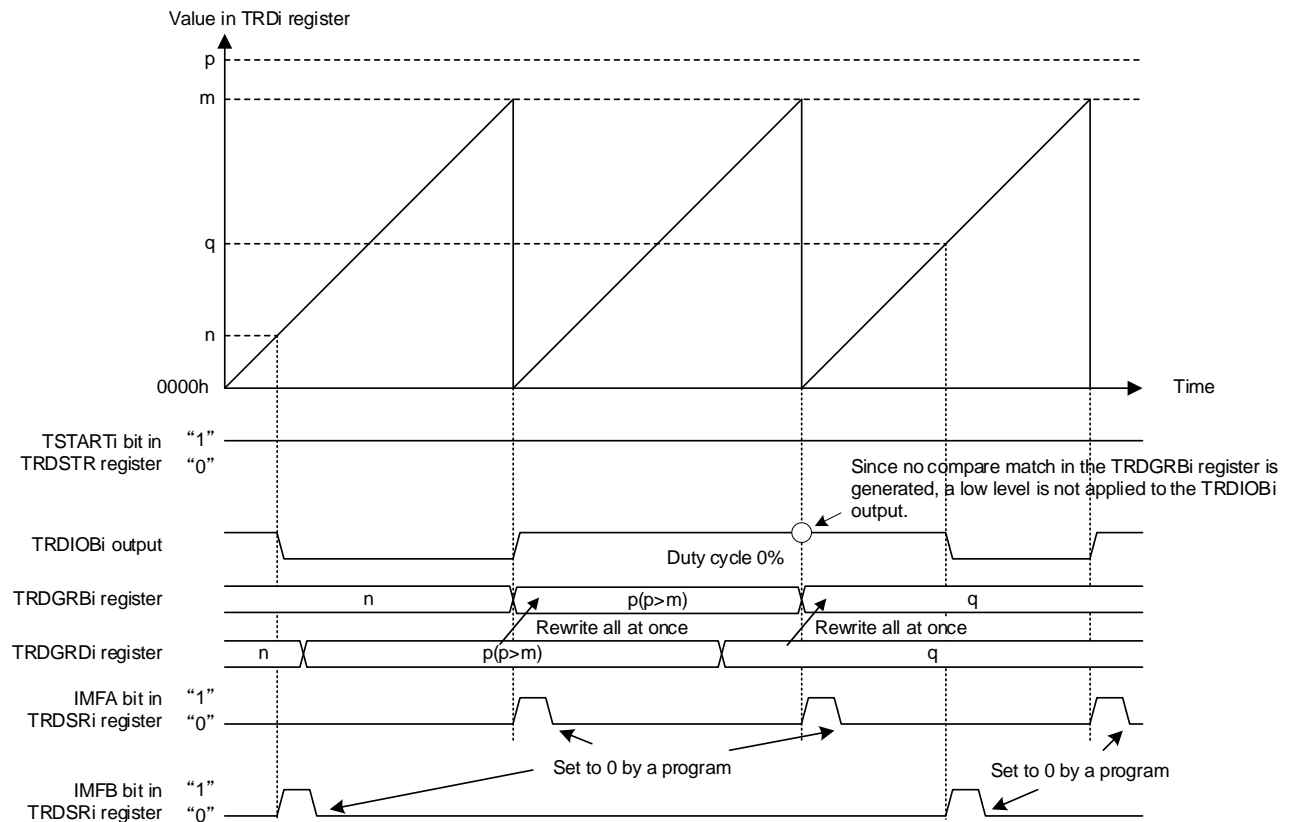 Value in TRDi register
p
m
q
n
0000h
Time
TSTARTi bit in
TRDSTR register
“1”
“0”
Since no compare match in the TRDGRBi register is
generated, a low level is not applied to the TRDIOBi
output.
TRDIOBi output
Duty cycle 0%
TRDGRBi register
n
p(p>m)
q
Rewrite all at once
Rewrite all at once
TRDGRDi register
n
p(p>m)
q
IMFA bit in
TRDSRi register
“1”
“0”
Set to 0 by a program
Set to 0 by a program
IMFB bit in
TRDSRi register
“1”
“0”